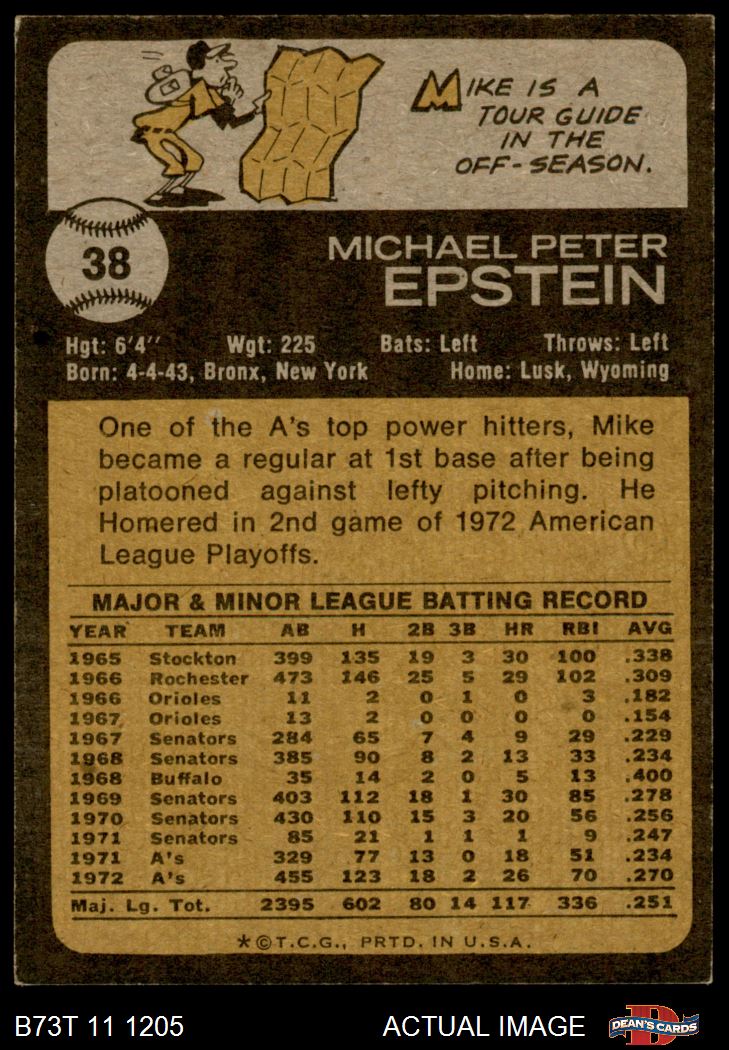 MIKE IS A
TOUR GUIDE
IN THE
OFF-SEASON.
38
MICHAEL PETER
EPSTEIN
Hgt: 6'4" Wgt: 225 Bats: Left Throws: Left
Born: 4-4-43, Bronx, New York Home: Lusk, Wyoming
One of the A's top power hitters, Mike
became a regular at 1st base after being
platooned against lefty pitching. He
Homered in 2nd game of 1972 American
League Playoffs.
MAJOR & MINOR LEAGUE BATTING RECORD
YEAR TEAM AB H 2B 3B HR RBI AVG
1965 Stockton 399 135 19 3 30 100 .338
1966 Rochester 473 146 25 5 29 102 .309
1966 Orioles 11 2 0 1 0 3 .182
1967 Orioles 13 2 0 0 0 0 .154
1967 Senators 284 65 7 4 9 29 .229
1968 Senators 385 90 8 2 13 33 .234
1968 Buffalo 35 14 2 0 5 13 .400
1969 Senators 403 112 18 1 30 85 .278
1970 Senators 430 110 15 3 20 56 .256
1971 Senators 85 21 1 1 1 9 .247
1971 A's 329 77 13 0 18 51 .234
1972 A's 455 123 18 2 26 70 .270
Maj. Lg. Tot. 2395 602 80 14 117 336 .251
*©T.C.G., PRTD. IN U.S.A.
B73T 11 1205 ACTUAL IMAGE DEAN'S CARDS